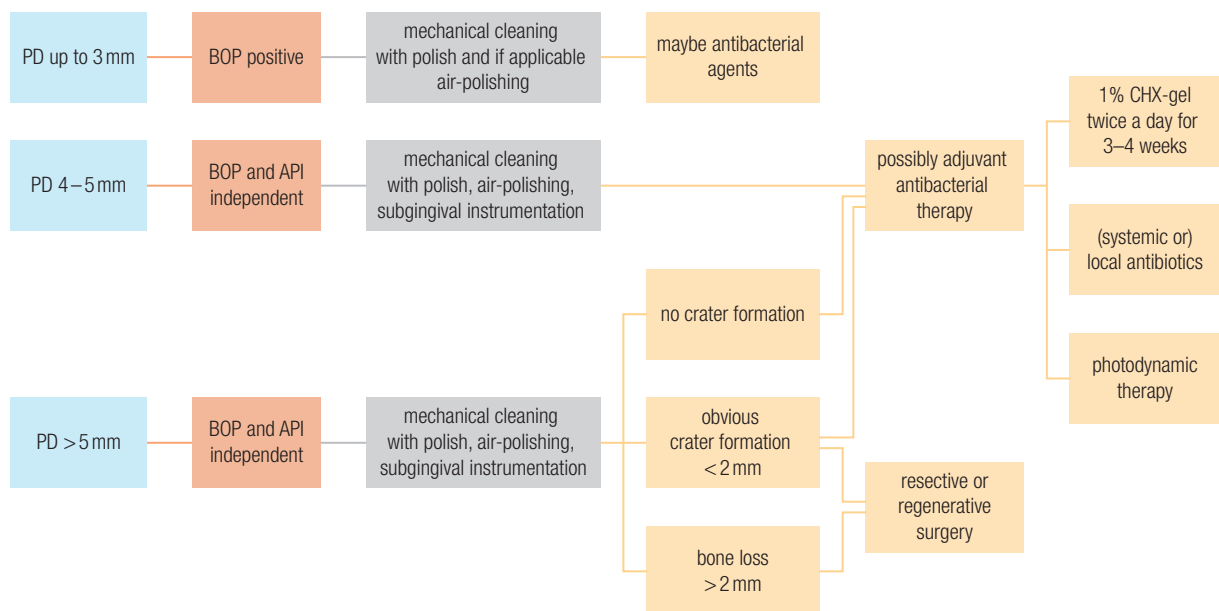 PD up to 3 mm
BOP positive
mechanical cleaning
with polish and if applicable
air-polishing
maybe antibacterial
agents
1% CHX-gel
twice a day for
3–4 weeks
PD 4–5 mm
BOP and API
independent
mechanical cleaning
with polish, air-polishing,
subgingival instrumentation
possibly adjuvant
antibacterial
therapy
(systemic or)
local antibiotics
no crater formation
photodynamic
therapy
PD >5 mm
BOP and API
independent
mechanical cleaning
with polish, air-polishing,
subgingival instrumentation
obvious
crater formation
<2 mm
resective or
regenerative
surgery
bone loss
>2 mm